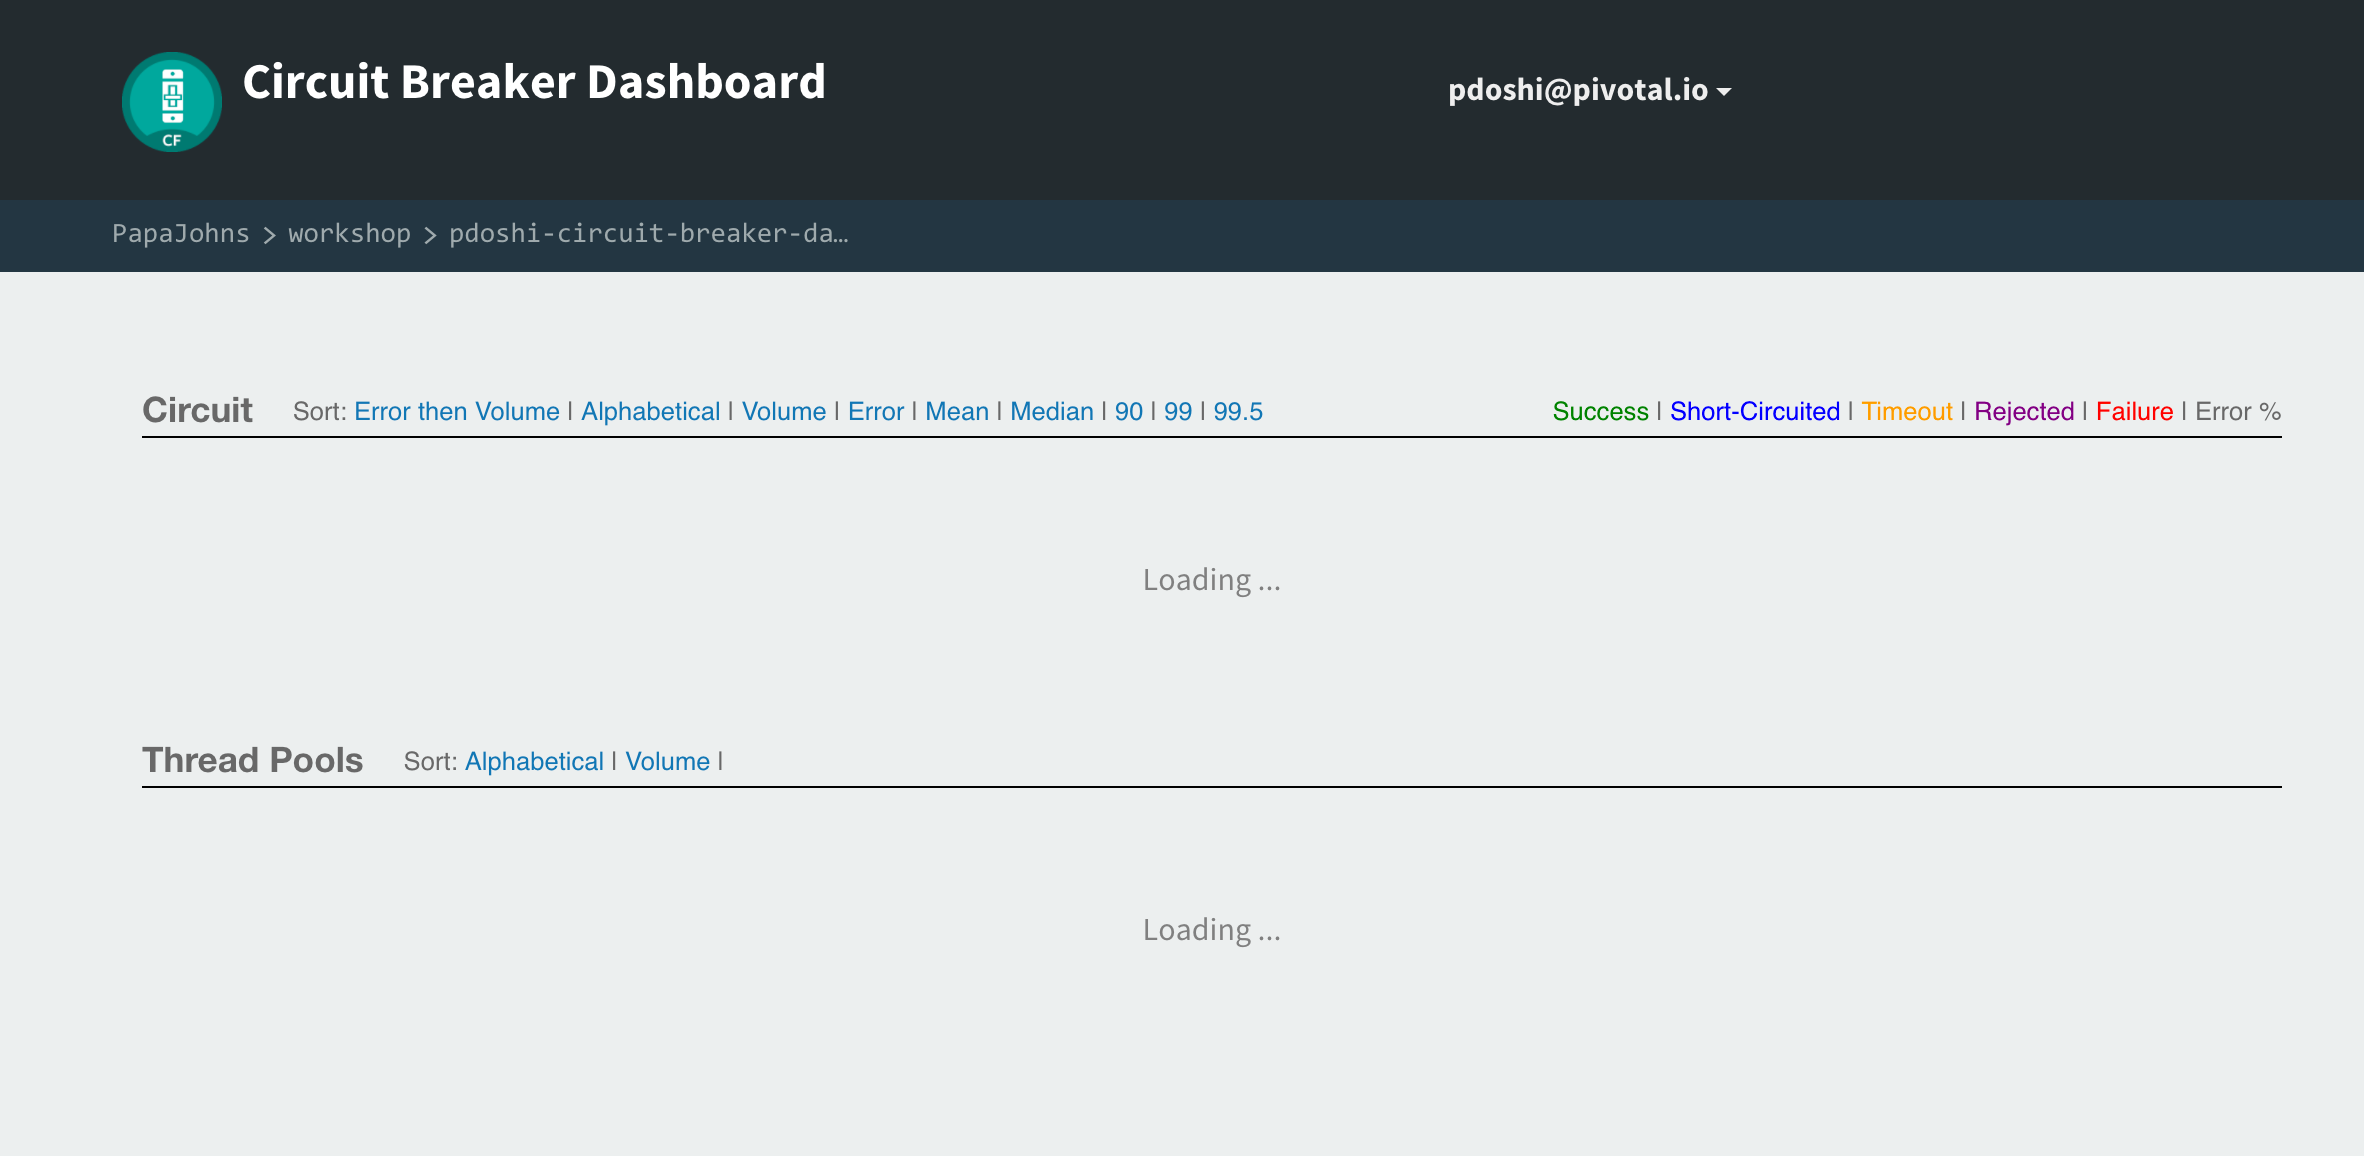 Circuit Breaker Dashboard
pdoshi@pivotal.io
CF
PapaJohns > workshop > pdoshi-circuit-breaker-da…
Circuit Sort: Error then Volume | Alphabetical | Volume | Error | Mean | Median | 90 | 99 | 99.5 Success | Short-Circuited | Timeout | Rejected | Failure | Error %
Loading ...
Thread Pools Sort: Alphabetical | Volume |
Loading ...